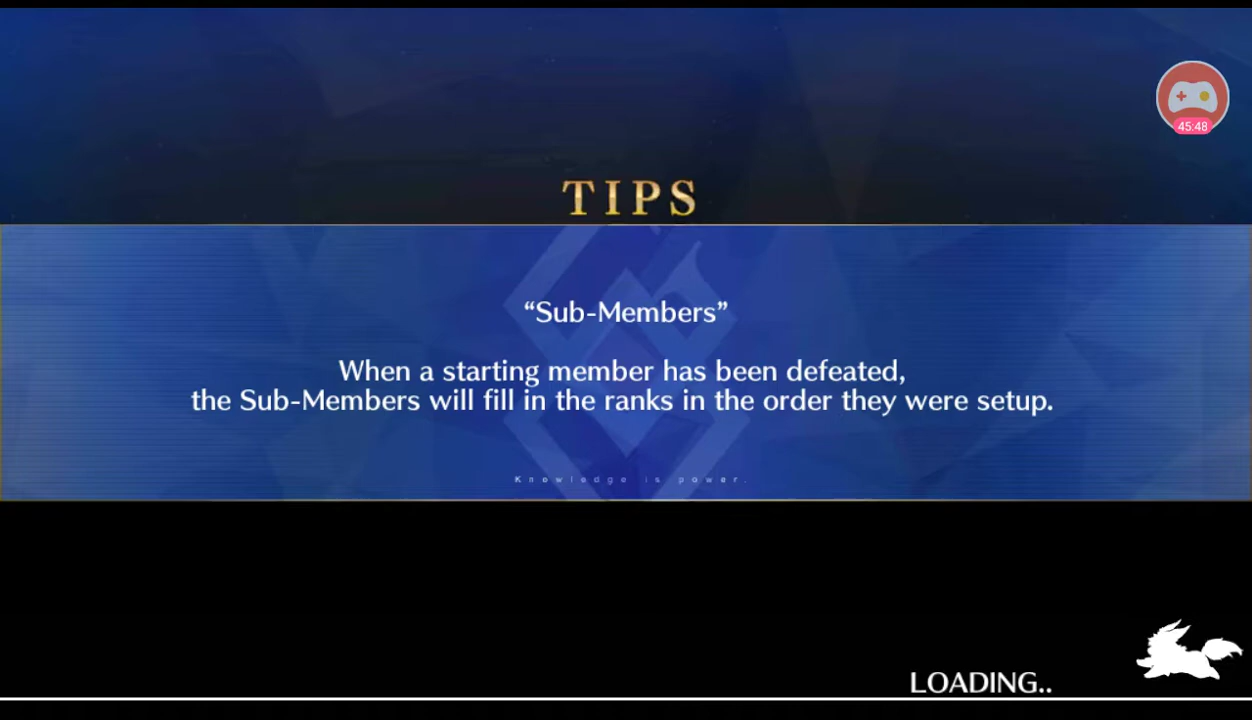 45:48
TIPS
“Sub-Members”
When a starting member has been defeated,
the Sub-Members will fill in the ranks in the order they were setup.
Knowledge is power.
LOADING..